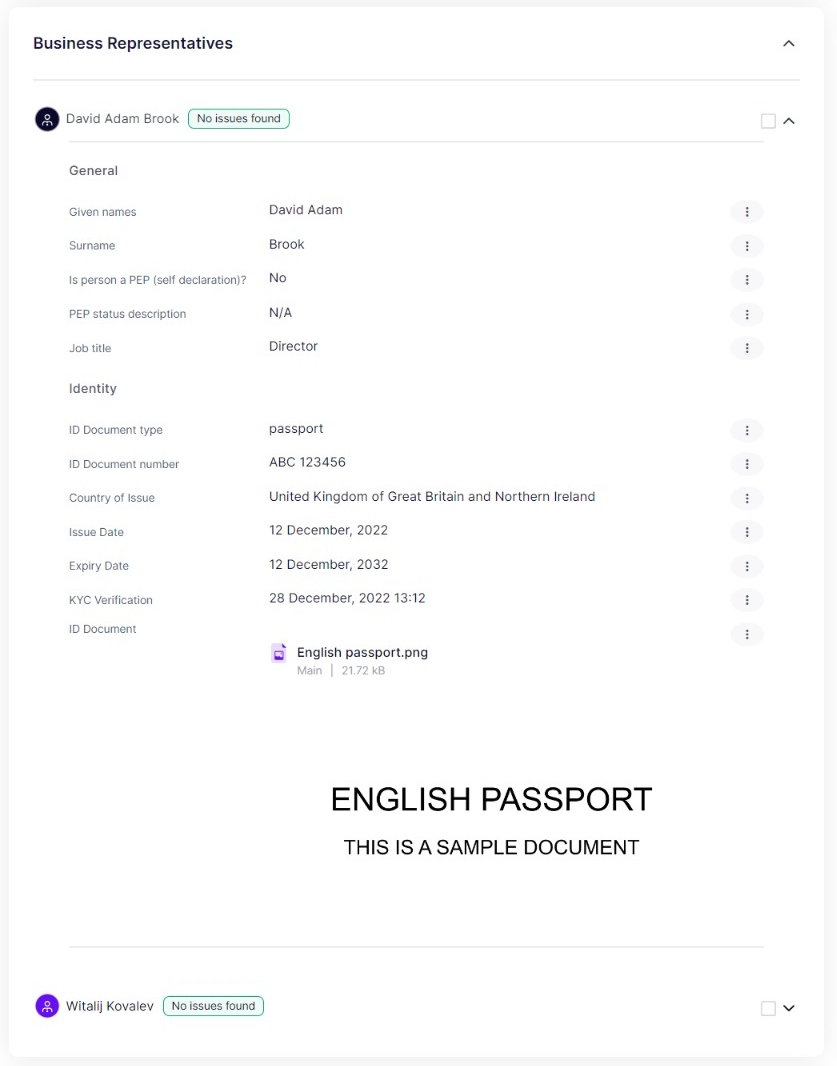 Business Representatives
David Adam Brook No issues found
General
Given names David Adam
Surname Brook
Is person a PEP (self declaration)? No
PEP status description N/A
Job title Director
Identity
ID Document type passport
ID Document number ABC 123456
Country of Issue United Kingdom of Great Britain and Northern Ireland
Issue Date 12 December, 2022
Expiry Date 12 December, 2032
KYC Verification 28 December, 2022 13:12
ID Document
English passport.png
Main | 21.72 kB
ENGLISH PASSPORT
THIS IS A SAMPLE DOCUMENT
Witalij Kovalev No issues found